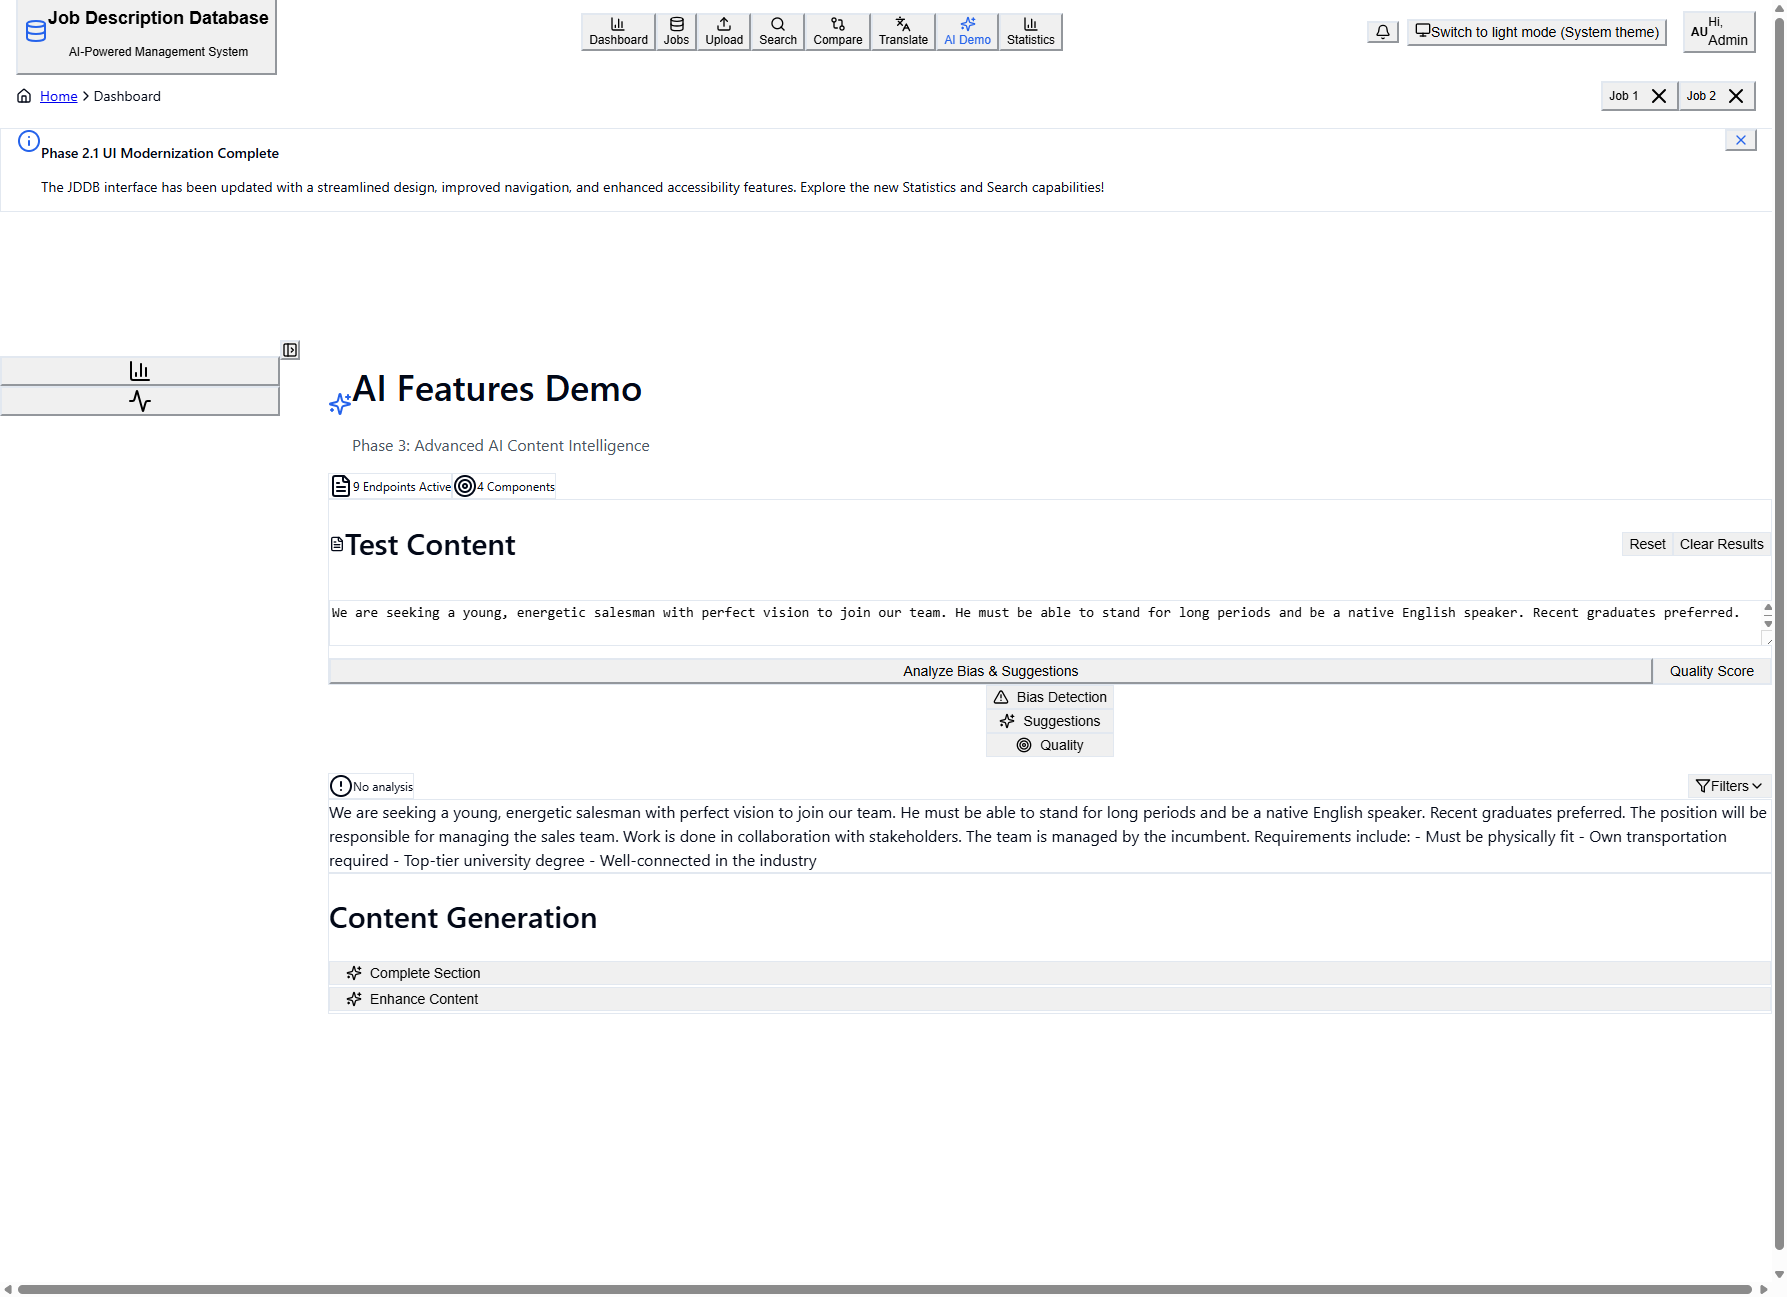 Job Description Database
AI-Powered Management System
Dashboard
Jobs
Upload
Search
Compare
Translate
AI Demo
Statistics
Switch to light mode (System theme)
AU
Hi,
Admin
Home
Dashboard
Job 1
Job 2
Phase 2.1 UI Modernization Complete
The JDDB interface has been updated with a streamlined design, improved navigation, and enhanced accessibility features. Explore the new Statistics and Search capabilities!
AI Features Demo
Phase 3: Advanced AI Content Intelligence
9 Endpoints Active
4 Components
Test Content
Reset
Clear Results
We are seeking a young, energetic salesman with perfect vision to join our team. He must be able to stand for long periods and be a native English speaker. Recent graduates preferred.
Analyze Bias & Suggestions
Quality Score
Bias Detection
Suggestions
Quality
No analysis
Filters
We are seeking a young, energetic salesman with perfect vision to join our team. He must be able to stand for long periods and be a native English speaker. Recent graduates preferred. The position will be
responsible for managing the sales team. Work is done in collaboration with stakeholders. The team is managed by the incumbent. Requirements include: - Must be physically fit - Own transportation
required - Top-tier university degree - Well-connected in the industry
Content Generation
Complete Section
Enhance Content